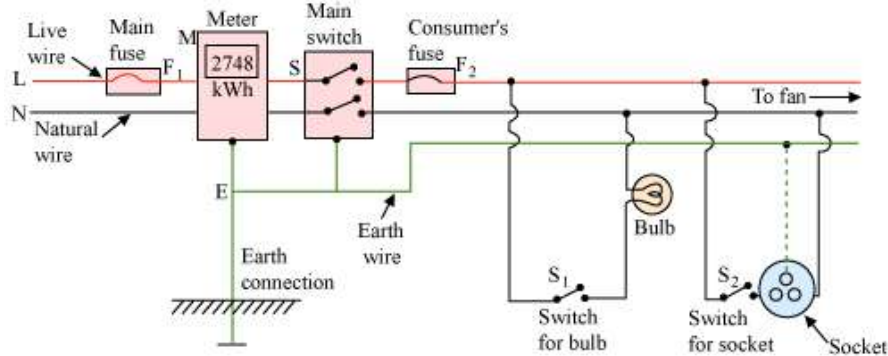 Live
wire
Main
fuse
Meter
Main
switch
Consumer's
fuse
M
F1
2748
kWh
S
F2
L
N
Natural
wire
To fan
E
Earth
wire
Earth
connection
Bulb
S1
Switch
for bulb
S2
Switch
for socket
Socket